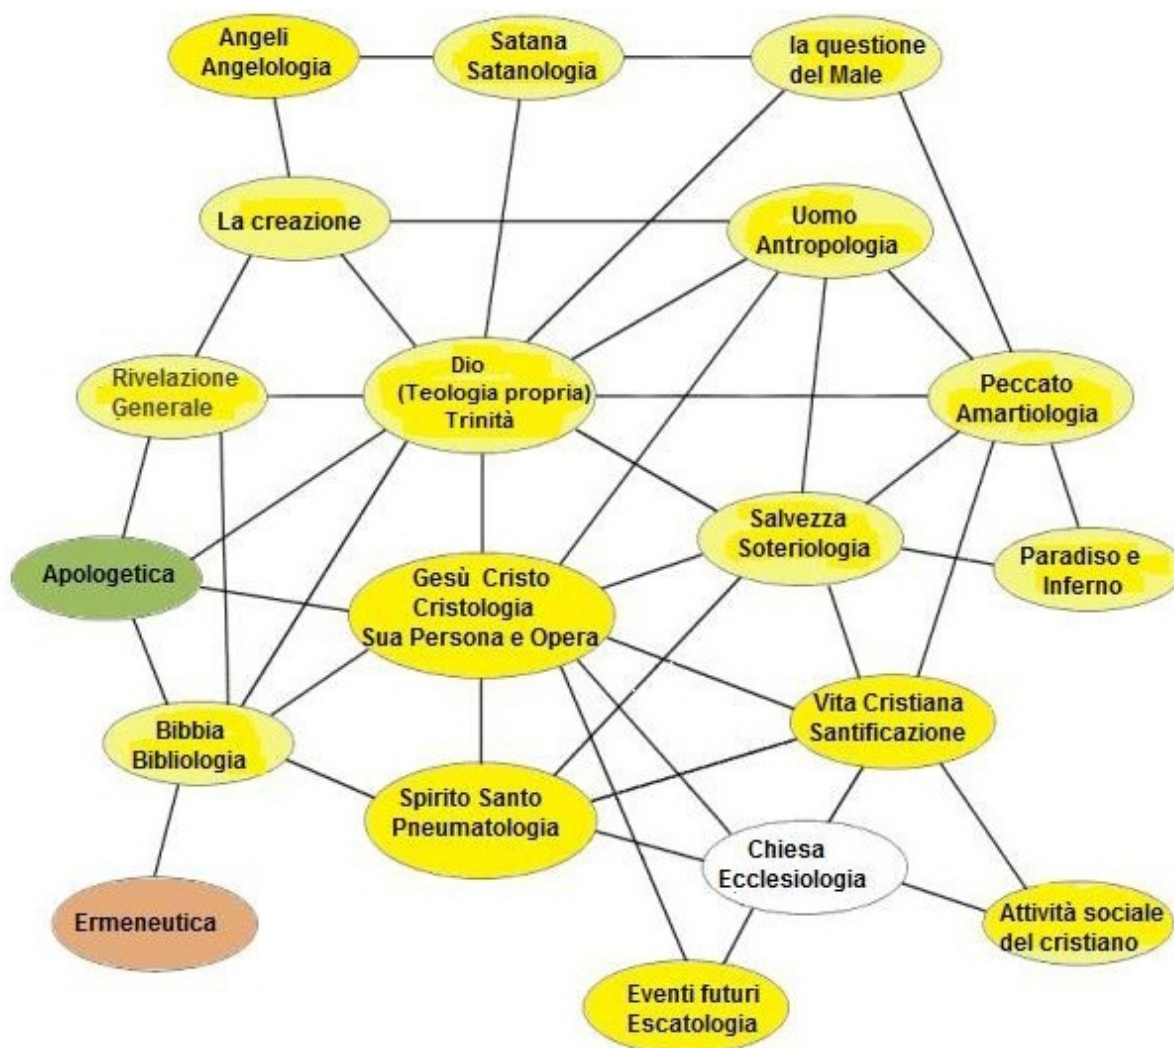 Angeli
Angelologia
Satana
Satanologia
la questione
del Male
La creazione
Uomo
Antropologia
Rivelazione
Generale
Dio
(Teologia propria)
Trinità
Peccato
Amartiologia
Apologetica
Gesù Cristo
Cristologia
Sua Persona e Opera
Salvezza
Soteriologia
Paradiso e
Inferno
Bibbia
Bibliologia
Spirito Santo
Pneumatologia
Vita Cristiana
Santificazione
Chiesa
Ecclesiologia
Ermeneutica
Attività sociale
del cristiano
Eventi futuri
Escatologia